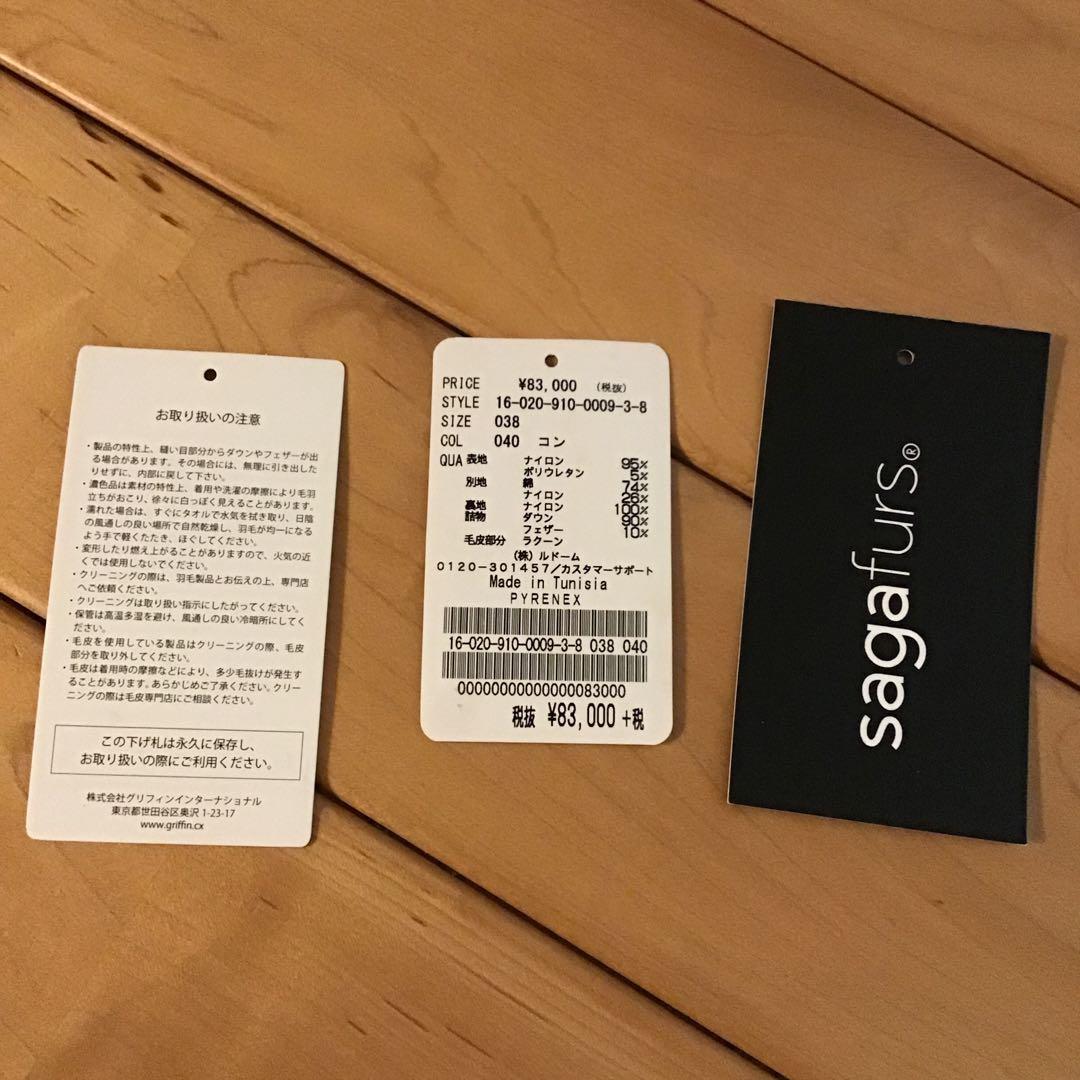 お取り扱いの注意
・製品の特性上、縫い目部分からダウンやフェザーが出
る場合があります。その場合には、無理に引き出した
りせずに、内部に戻して下さい。
・濃色品は素材の特性上、着用や洗濯の摩擦により毛羽
立ちがおこり、徐々に白っぽく見えることがあります。
・濡れた場合は、すぐにタオルで水気を拭き取り、日陰
の風通しの良い場所で自然乾燥し、羽毛が均一になる
よう手で軽くたたき、ほぐしてください。
・変形したり燃え上がることがありますので、火気の近
くでは使用しないでください。
・クリーニングの際は、羽毛製品とお伝えの上、専門店
へご依頼ください。
・クリーニングは取り扱い指示にしたがってください。
・保管は高温多湿を避け、風通しの良い冷暗所にしてく
ださい。
・毛皮を使用している製品はクリーニングの際、毛皮
部分を取り外してください。
・毛皮は着用時の摩擦などにより、多少毛抜けが発生す
ることがあります。あらかじめご了承ください。クリー
ニングの際は毛皮専門店にご相談ください。
この下げ札は永久に保存し、
お取り扱いの際にご利用ください。
株式会社グリフィンインターナショナル
東京都世田谷区奥沢 1-23-17
www.griffin.cx
PRICE ¥83,000 (税抜)
STYLE 16-020-910-0009-3-8
SIZE 038
COL 040 コン
QUA 表地 ナイロン 95%
ポリウレタン 5%
別地 綿 74%
ナイロン 26%
裏地 ナイロン 100%
詰物 ダウン 90%
フェザー 10%
毛皮部分 ラクーン
(株) ルドーム
0120-301457/カスタマーサポート
Made in Tunisia
PYRENEX
16-020-910-0009-3-8 038 040
00000000000000083000
税抜 ¥83,000 +税
sagafurs®